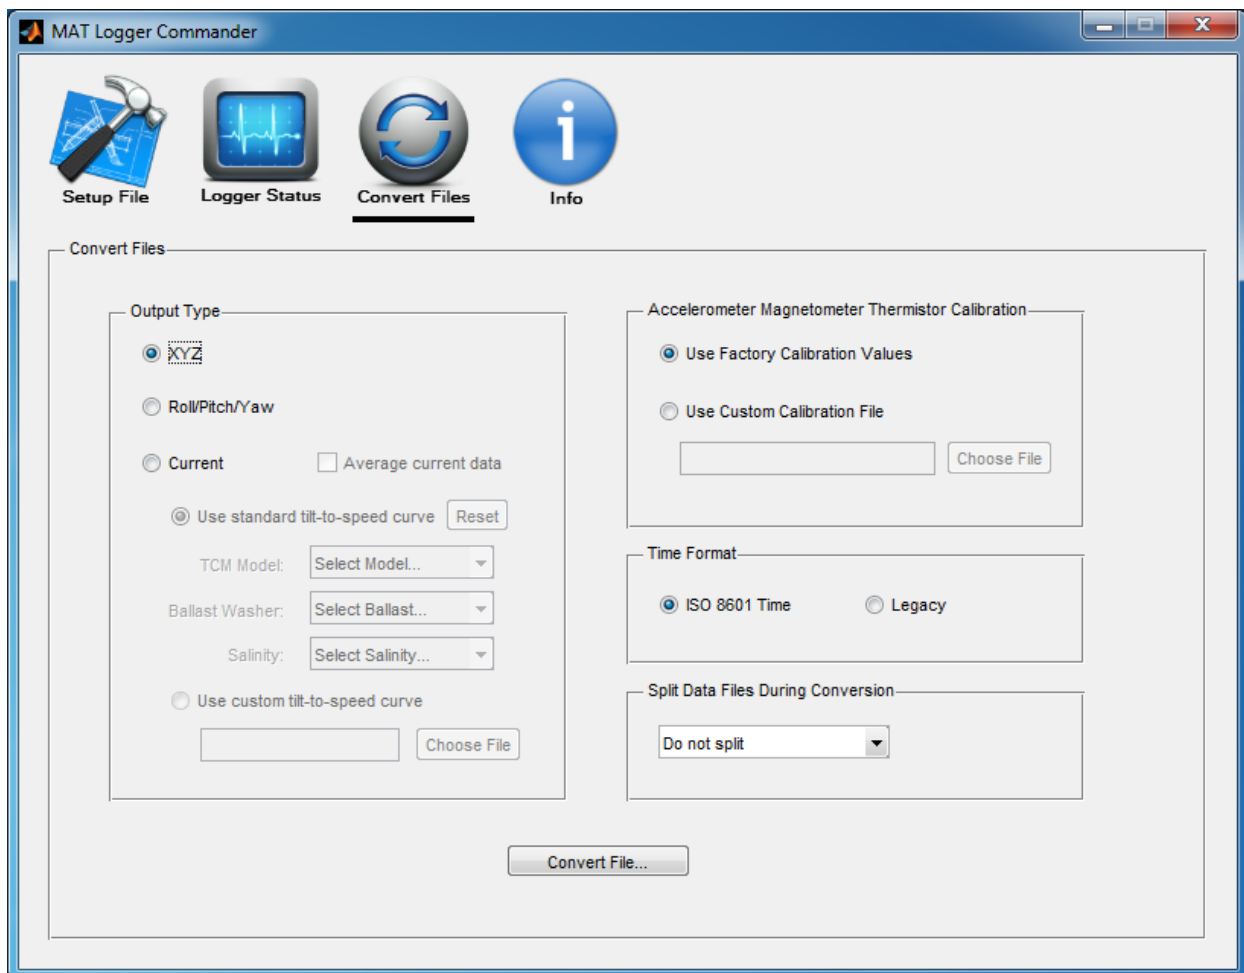 MAT Logger Commander
Setup File
Logger Status
Convert Files
Info
Convert Files
Output Type
XYZ
Roll/Pitch/Yaw
Current
Average current data
Use standard tilt-to-speed curve
Reset
TCM Model:
Select Model...
Ballast Washer:
Select Ballast...
Salinity:
Select Salinity...
Use custom tilt-to-speed curve
Choose File
Accelerometer Magnetometer Thermistor Calibration
Use Factory Calibration Values
Use Custom Calibration File
Choose File
Time Format
ISO 8601 Time
Legacy
Split Data Files During Conversion
Do not split
Convert File...